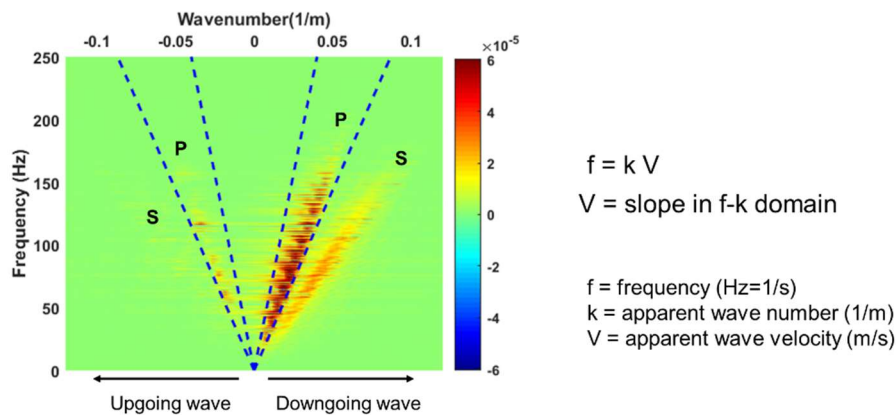 Wavenumber(1/m)
-0.1 -0.05 0 0.05 0.1
×10-5
250
200
150
100
50
0
Frequency (Hz)
P
S
P
S
6
4
2
0
-2
-4
-6
Upgoing wave
Downgoing wave
f = k V
V = slope in f-k domain
f = frequency (Hz=1/s)
k = apparent wave number (1/m)
V = apparent wave velocity (m/s)